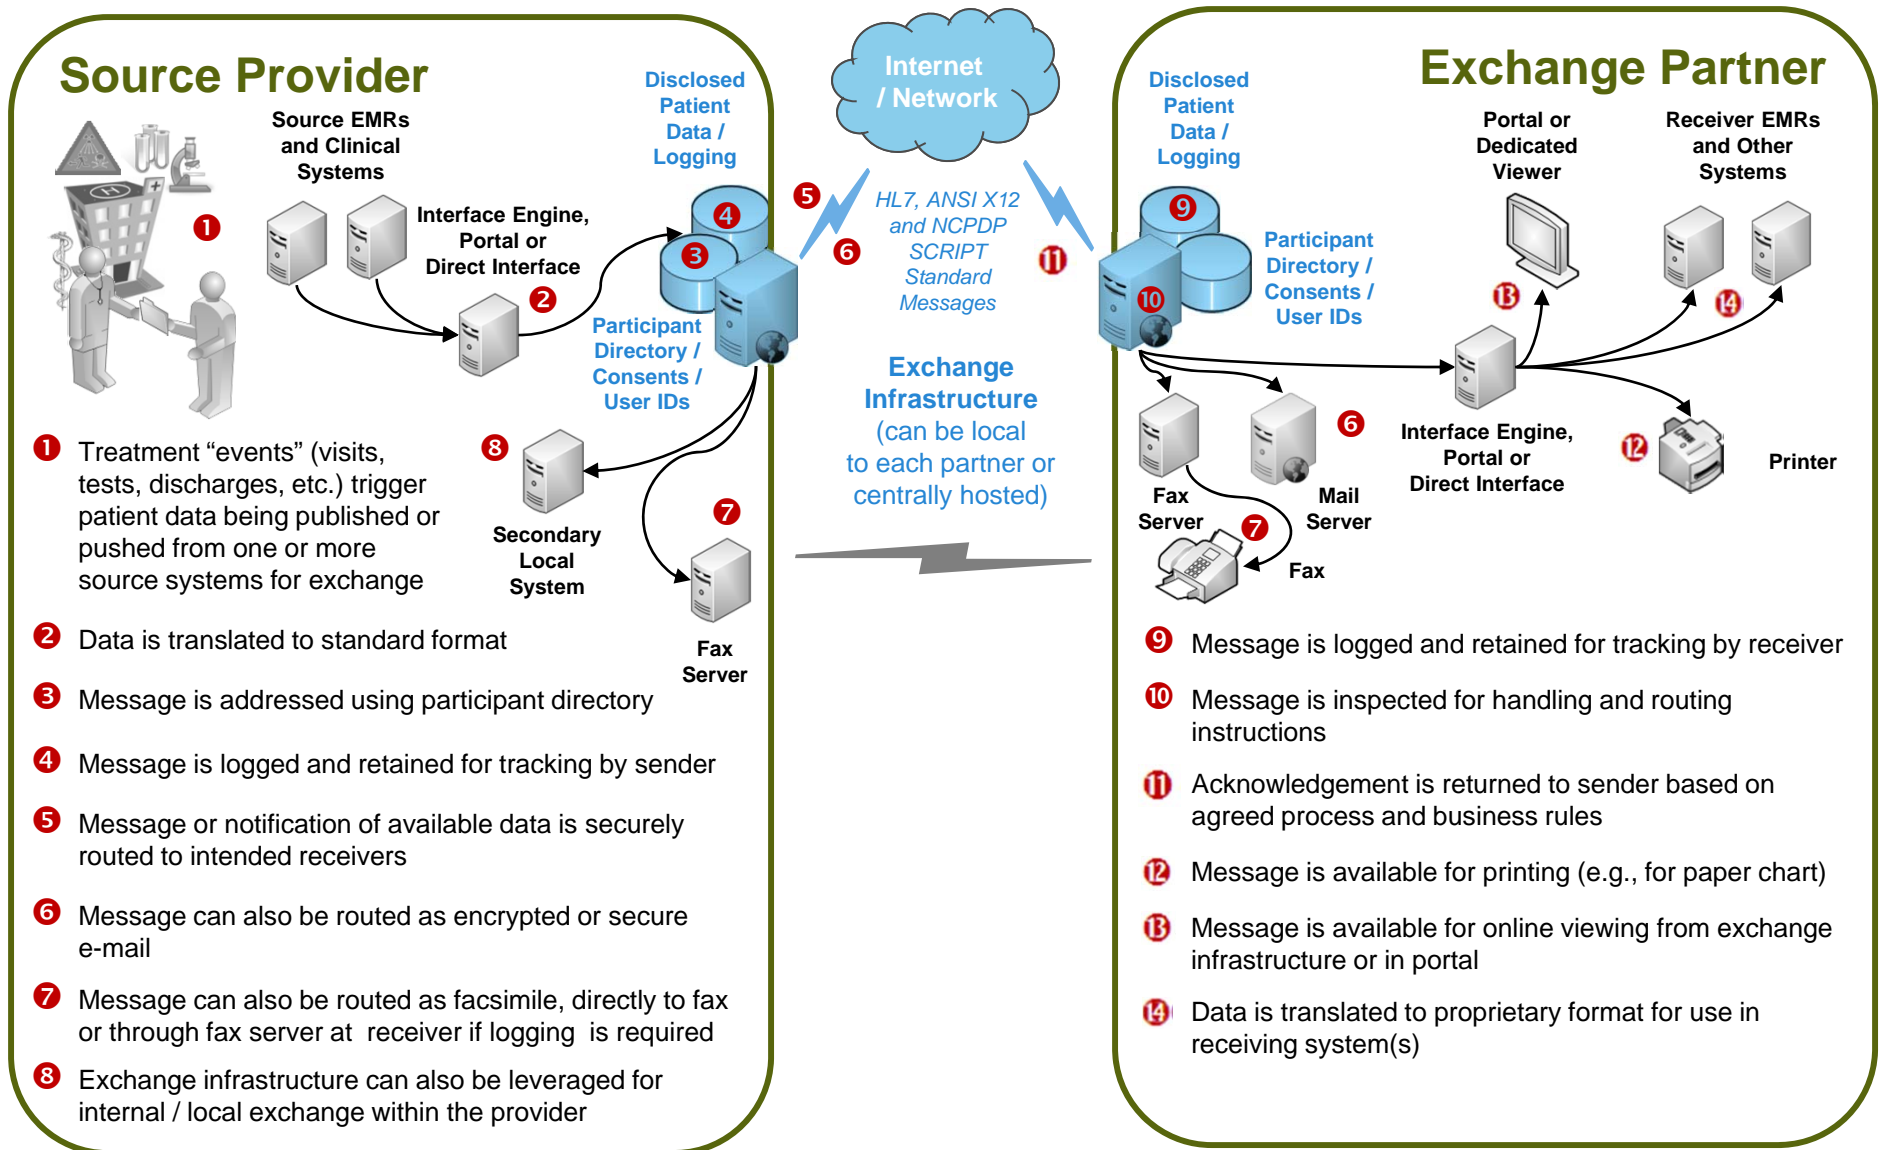 Source Provider
Source EMRs
and Clinical
Systems
Disclosed
Patient
Data /
Logging
1
Interface Engine,
Portal or
Direct Interface
2
4
3
Participant
Directory /
Consents /
User IDs
8
Secondary
Local
System
7
Fax
Server
1 Treatment “events” (visits,
tests, discharges, etc.) trigger
patient data being published or
pushed from one or more
source systems for exchange
2 Data is translated to standard format
3 Message is addressed using participant directory
4 Message is logged and retained for tracking by sender
5 Message or notification of available data is securely
routed to intended receivers
6 Message can also be routed as encrypted or secure
e-mail
7 Message can also be routed as facsimile, directly to fax
or through fax server at receiver if logging is required
8 Exchange infrastructure can also be leveraged for
internal / local exchange within the provider
Internet
/ Network
5
6
HL7, ANSI X12
and NCPDP
SCRIPT
Standard
Messages
11
Exchange
Infrastructure
(can be local
to each partner or
centrally hosted)
Exchange Partner
Disclosed
Patient
Data /
Logging
9
10
Participant
Directory /
Consents /
User IDs
Portal or
Dedicated
Viewer
13
Receiver EMRs
and Other
Systems
14
Interface Engine,
Portal or
Direct Interface
12
Printer
Fax
Server
6
Mail
Server
7
Fax
9 Message is logged and retained for tracking by receiver
10 Message is inspected for handling and routing
instructions
11 Acknowledgement is returned to sender based on
agreed process and business rules
12 Message is available for printing (e.g., for paper chart)
13 Message is available for online viewing from exchange
infrastructure or in portal
14 Data is translated to proprietary format for use in
receiving system(s)
H